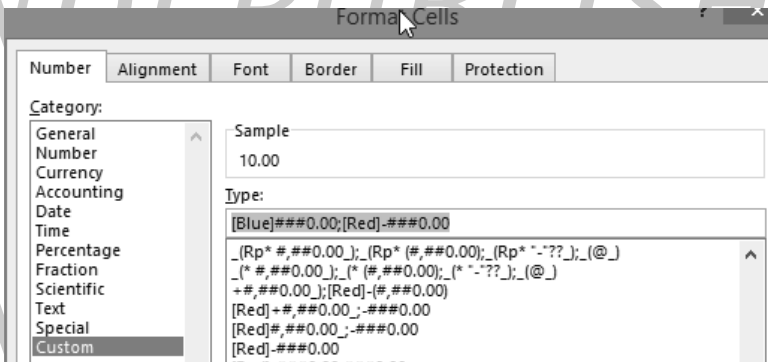 Format Cells
?
Number Alignment Font Border Fill Protection
Category:
General
Number
Currency
Accounting
Date
Time
Percentage
Fraction
Scientific
Text
Special
Custom
Sample
10.00
Type:
[Blue]###0.00;[Red]-###0.00
_(Rp* #,##0.00_);_(Rp* (#,##0.00);_(Rp* "-"??_);_(@_)
_(* #,##0.00_);_(* (#,##0.00);_(* "-"??_);_(@_)
+#,##0.00_);[Red]-(#,##0.00)
[Red]+#,##0.00_;-###0.00
[Red]#,##0.00_;-###0.00
[Red]-###0.00